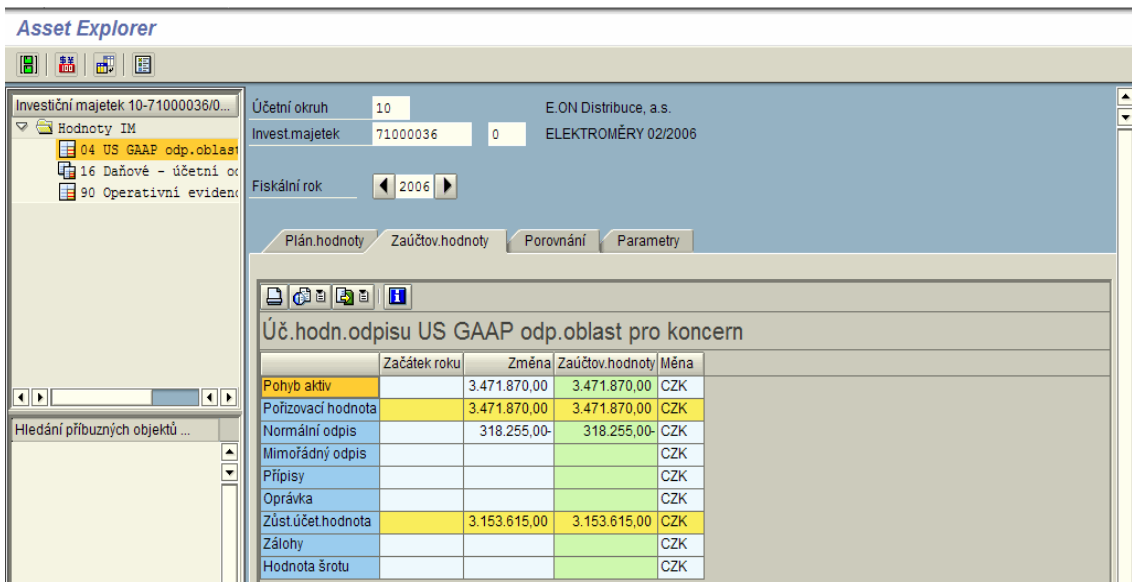 Asset Explorer
Investiční majetek 10-71000036/0...
Hodnoty IM
04 US GAAP odp.oblast
16 Daňové - účetní
90 Operativní
Hledání příbuzných objektů ...
Účetní okruh 10 E.ON Distribuce, a.s.
Invest.majetek 71000036 0 ELEKTROMĚRY 02/2006
Fiskální rok 2006
Plán.hodnoty Zaúčtov.hodnoty Porovnání Parametry
Úč.hodn.odpisu US GAAP odp.oblast pro koncern
Začátek roku Změna Zaúčtov.hodnoty Měna
Pohyb aktiv 3.471.870,00 3.471.870,00 CZK
Pořizovací hodnota 3.471.870,00 3.471.870,00 CZK
Normální odpis 318.255,00- 318.255,00- CZK
Mimořádný odpis CZK
Přípisy CZK
Oprávka CZK
Zůst.účet.hodnota 3.153.615,00 3.153.615,00 CZK
Zálohy CZK
Hodnota šrotu CZK